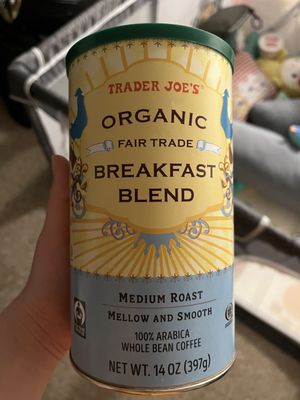 TRADER JOE'S
ORGANIC
FAIR TRADE
BREAKFAST
BLEND
MEDIUM ROAST
MELLOW AND SMOOTH
100% ARABICA
WHOLE BEAN COFFEE
NET WT. 14 OZ (397g)